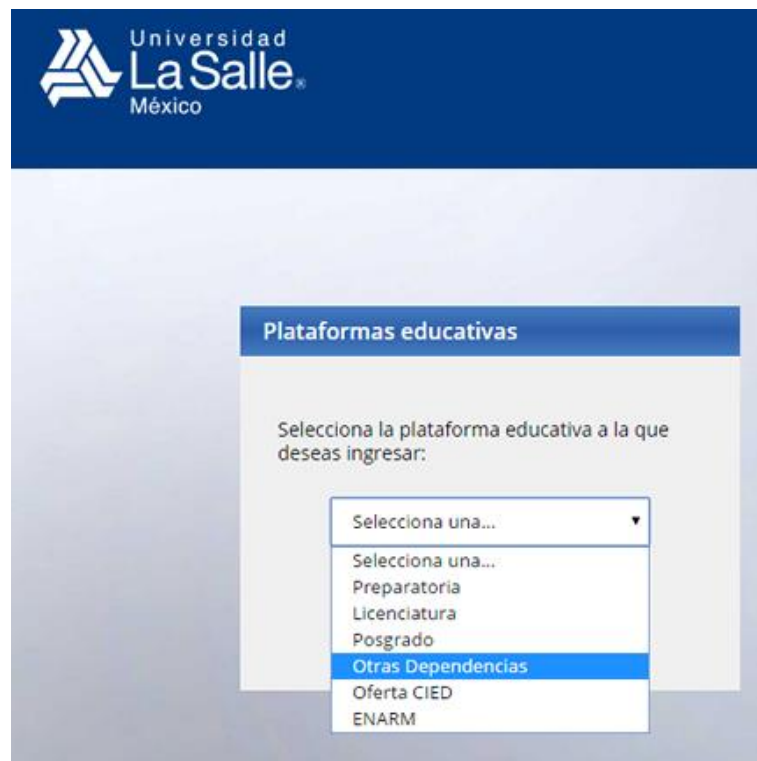 Universidad
La Salle®
México
Plataformas educativas
Selecciona la plataforma educativa a la que
deseas ingresar:
Selecciona una...
Selecciona una...
Preparatoria
Licenciatura
Posgrado
Otras Dependencias
Oferta CIED
ENARM